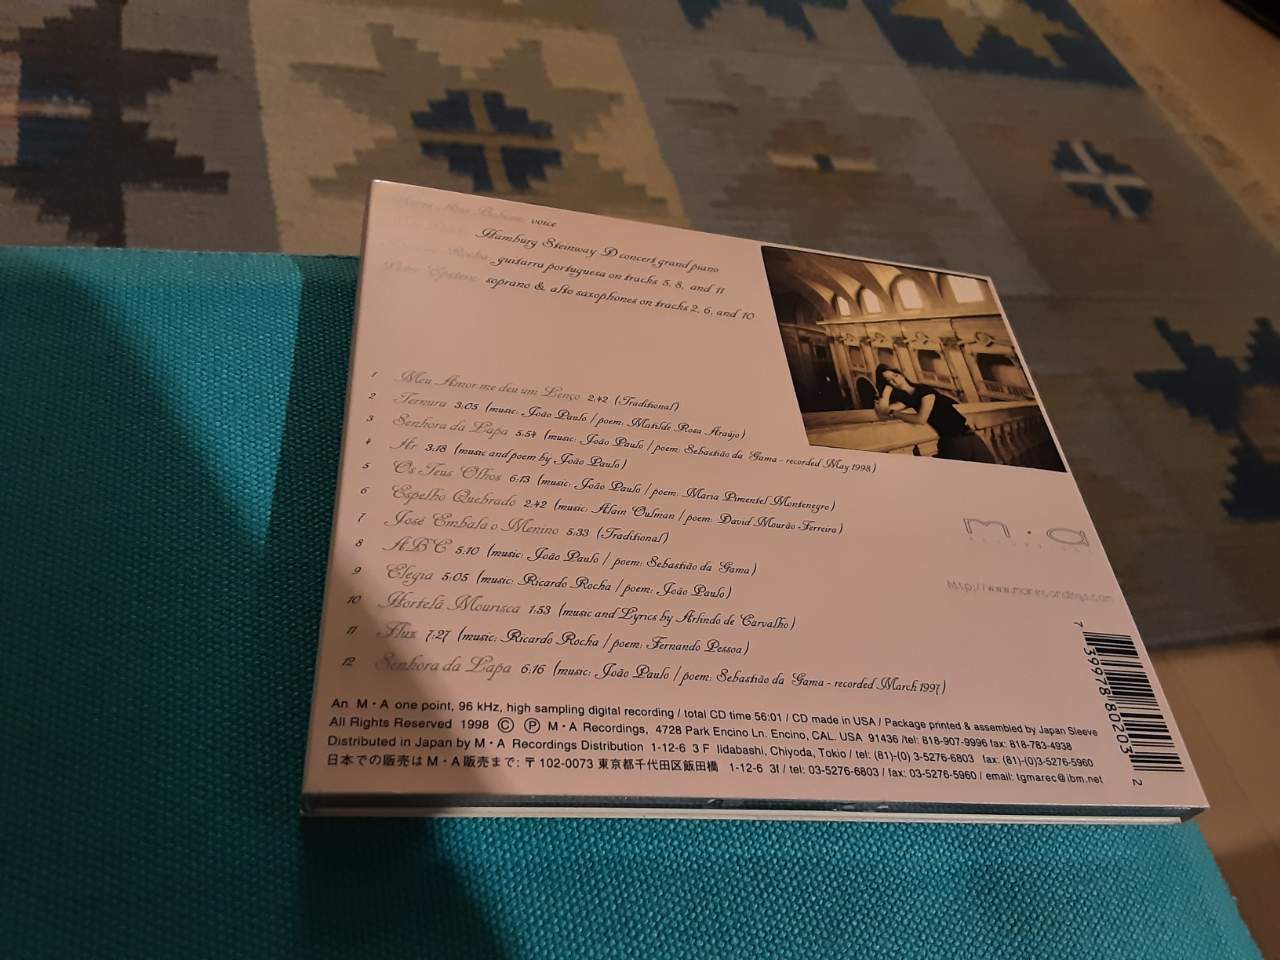 voice
Hamburg Steinway D concert grand piano
Rocha, guitarra portuguesa on tracks 5, 8, and 11
soprano & alto saxophones on tracks 2, 6, and 10
1 Meu Amor me deu um Lenço 2:42 (Traditional)
2 Ternura 3:05 (music: João Paulo / poem: Matilde Rosa Araújo)
3 Senhora da Lapa 5:54 (music: João Paulo / poem: Sebastião da Gama - recorded May 1998)
4 Ar 3:18 (music and poem by João Paulo)
5 Os Teus Olhos 6:13 (music: João Paulo / poem: Maria Pimentel Montenegro)
6 Espelho Quebrado 2:42 (music: Alain Oulman / poem: David Mourão Ferreira)
7 José Embala o Menino 5:33 (Traditional)
8 ABC 5:10 (music: João Paulo / poem: Sebastião da Gama)
9 Elegia 5:05 (music: Ricardo Rocha / poem: João Paulo)
10 Hortelã Mourisca 1:53 (music and Lyrics by Arlindo de Carvalho)
11 Flux 7:27 (music: Ricardo Rocha / poem: Fernando Pessoa)
12 Senhora da Lapa 6:16 (music: João Paulo / poem: Sebastião da Gama - recorded March 1997)
m·a
http://www.marecordings.com
7 39978 80203 2
An M·A one point, 96 kHz, high sampling digital recording / total CD time 56:01 / CD made in USA / Package printed & assembled by Japan Sleeve
All Rights Reserved 1998 © ℗ M·A Recordings, 4728 Park Encino Ln. Encino, CAL. USA 91436 /tel: 818-907-9996 fax: 818-783-4938
Distributed in Japan by M·A Recordings Distribution 1-12-6 3 F Iidabashi, Chiyoda, Tokio / tel: (81)-(0) 3-5276-6803 fax: (81)-(0)3-5276-5960
日本での販売は M·A 販売まで; 〒102-0073 東京都千代田区飯田橋 1-12-6 3f / tel: 03-5276-6803 / fax: 03-5276-5960 / email: tgmarec@ibm.net